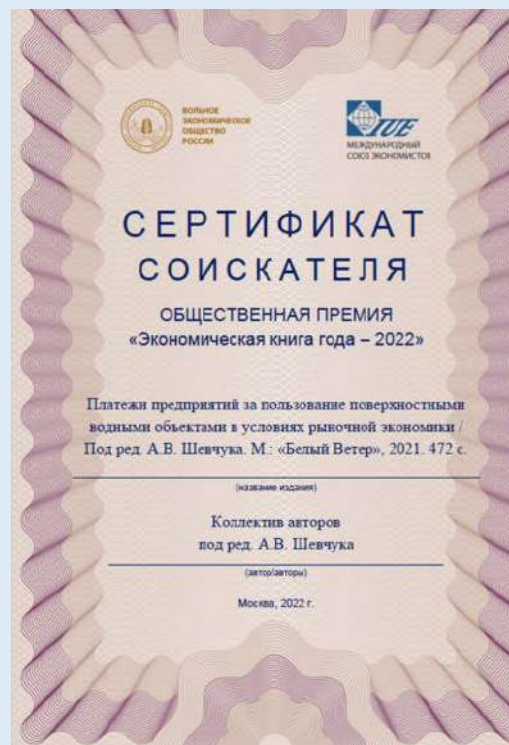 ВОЛЬНОЕ
ЭКОНОМИЧЕСКОЕ
ОБЩЕСТВО
РОССИИ
IUE
МЕЖДУНАРОДНЫЙ
СОЮЗ ЭКОНОМИСТОВ
СЕРТИФИКАТ
СОИСКАТЕЛЯ
ОБЩЕСТВЕННАЯ ПРЕМИЯ
«Экономическая книга года – 2022»
Платежи предприятий за пользование поверхностными
водными объектами в условиях рыночной экономики /
Под ред. А.В. Шевчука. М.: «Белый Ветер», 2021. 472 с.
(название издания)
Коллектив авторов
под ред. А.В. Шевчука
(автор/авторы)
Москва, 2022 г.